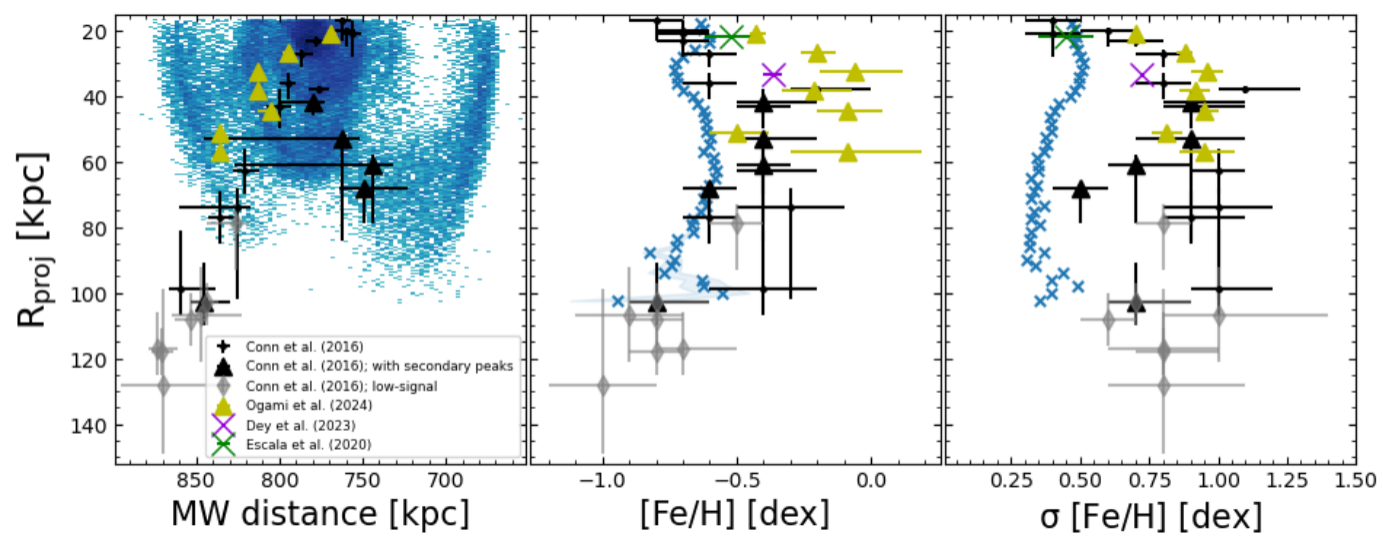 20
40
60
80
100
120
140
R_proj [kpc]
Conn et al. (2016)
Conn et al. (2016); with secondary peaks
Conn et al. (2016); low-signal
Ogami et al. (2024)
Dey et al. (2023)
Escala et al. (2020)
850 800 750 700
MW distance [kpc]
−1.0 −0.5 0.0
[Fe/H] [dex]
0.25 0.50 0.75 1.00 1.25 1.50
σ [Fe/H] [dex]